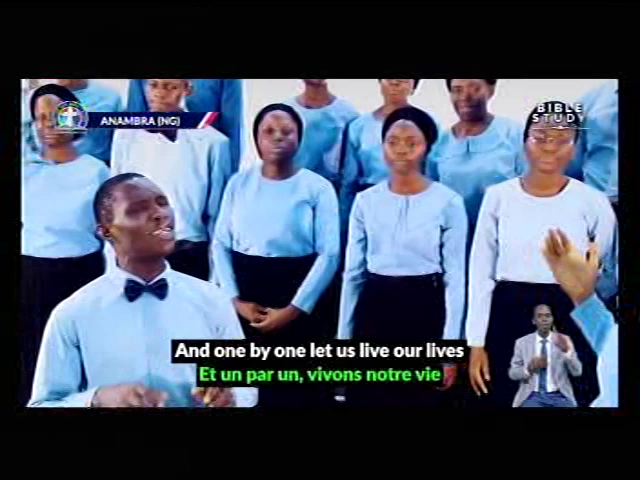 ANAMBRA (NG)
BIBLE
STUDY
And one by one let us live our lives
Et un par un, vivons notre vie